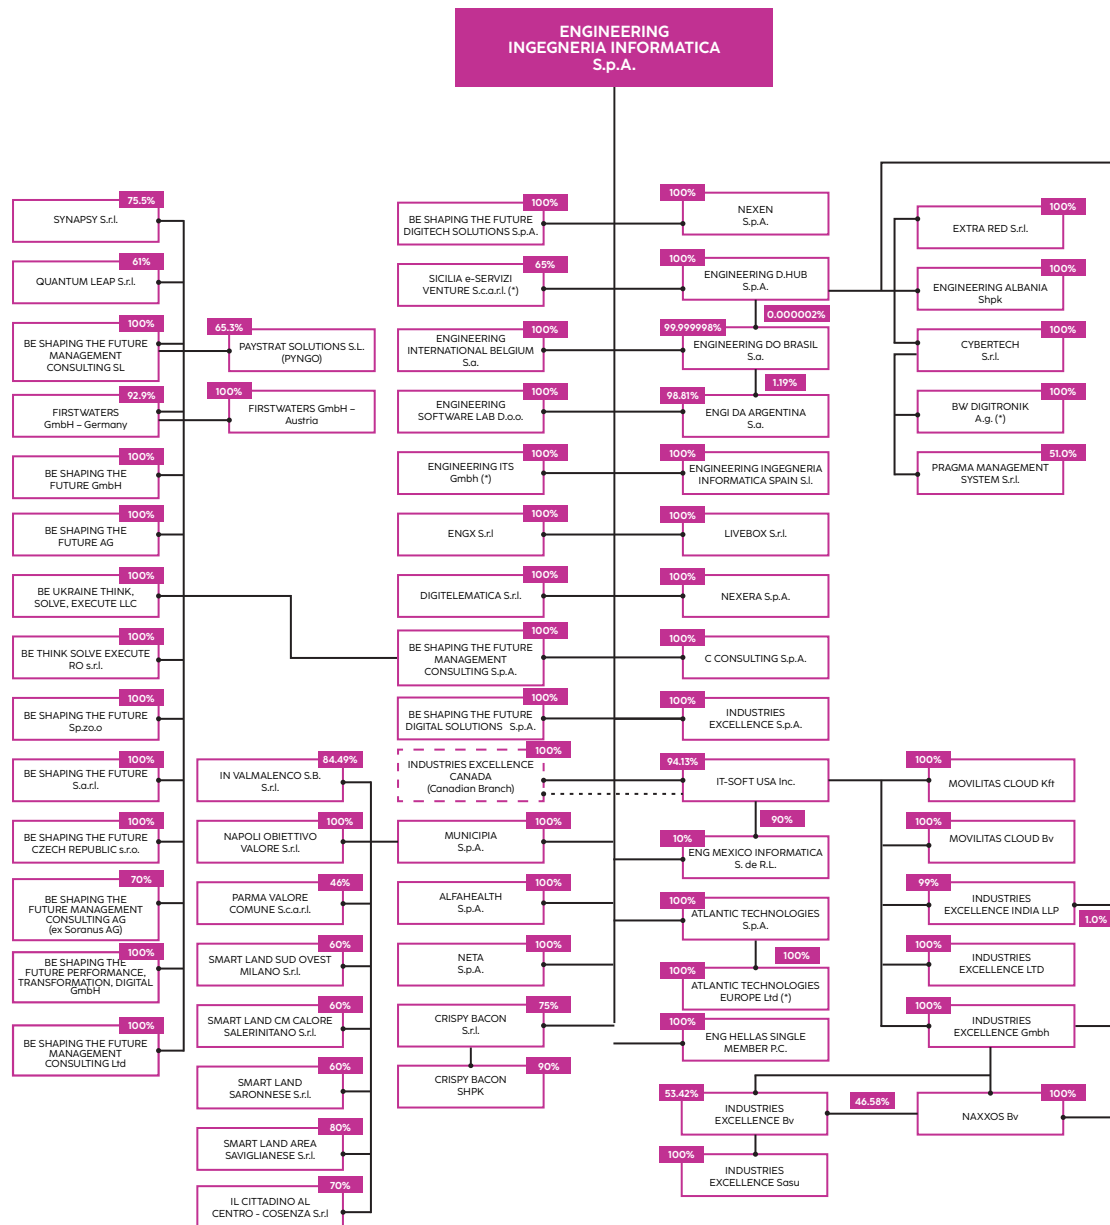 ENGINEERING
INGEGNERIA INFORMATICA
S.p.A.
75.5%
SYNAPSY S.r.l.
61%
QUANTUM LEAP S.r.l.
100%
BE SHAPING THE FUTURE
MANAGEMENT
CONSULTING SL
65.3%
PAYSTRAT SOLUTIONS S.L.
(PYNGO)
92.9%
FIRSTWATERS
GmbH – Germany
100%
FIRSTWATERS GmbH –
Austria
100%
BE SHAPING THE
FUTURE GmbH
100%
BE SHAPING THE
FUTURE AG
100%
BE UKRAINE THINK,
SOLVE, EXECUTE LLC
100%
BE THINK SOLVE EXECUTE
RO s.r.l.
100%
BE SHAPING THE FUTURE
Sp.zo.o
100%
BE SHAPING THE FUTURE
S.a.r.l.
100%
BE SHAPING THE FUTURE
CZECH REPUBLIC s.r.o.
70%
BE SHAPING THE
FUTURE MANAGEMENT
CONSULTING AG
(ex Soranus AG)
100%
BE SHAPING THE
FUTURE PERFORMANCE,
TRANSFORMATION, DIGITAL
GmbH
100%
BE SHAPING THE FUTURE
MANAGEMENT
CONSULTING Ltd
84.49%
IN VALMALENCO S.B.
S.r.l.
100%
NAPOLI OBIETTIVO
VALORE S.r.l.
46%
PARMA VALORE
COMUNE S.c.a.r.l.
60%
SMART LAND SUD OVEST
MILANO S.r.l.
60%
SMART LAND CM CALORE
SALERINITANO S.r.l.
60%
SMART LAND
SARONNESE S.r.l.
80%
SMART LAND AREA
SAVIGLIANESE S.r.l.
70%
IL CITTADINO AL
CENTRO - COSENZA S.r.l
100%
BE SHAPING THE FUTURE
DIGITECH SOLUTIONS S.p.A.
65%
SICILIA e-SERVIZI
VENTURE S.c.a.r.l. (*)
100%
ENGINEERING
INTERNATIONAL BELGIUM
S.a.
100%
ENGINEERING
SOFTWARE LAB D.o.o.
100%
ENGINEERING ITS
Gmbh (*)
100%
ENGX S.r.l
100%
DIGITELEMATICA S.r.l.
100%
BE SHAPING THE FUTURE
MANAGEMENT
CONSULTING S.p.A.
100%
BE SHAPING THE FUTURE
DIGITAL SOLUTIONS S.p.A.
100%
INDUSTRIES EXCELLENCE
CANADA
(Canadian Branch)
100%
MUNICIPIA
S.p.A.
100%
ALFAHEALTH
S.p.A.
100%
NETA
S.p.A.
75%
CRISPY BACON
S.r.l.
90%
CRISPY BACON
SHPK
100%
NEXEN
S.p.A.
100%
ENGINEERING D.HUB
S.p.A.
0.000002%
99.999998%
ENGINEERING DO BRASIL
S.a.
1.19%
98.81%
ENGI DA ARGENTINA
S.a.
100%
ENGINEERING INGEGNERIA
INFORMATICA SPAIN S.l.
100%
LIVEBOX S.r.l.
100%
NEXERA S.p.A.
100%
C CONSULTING S.p.A.
100%
INDUSTRIES
EXCELLENCE S.p.A.
94.13%
IT-SOFT USA Inc.
90%
10%
ENG MEXICO INFORMATICA
S. de R.L.
100%
ATLANTIC TECHNOLOGIES
S.p.A.
100%
100%
ATLANTIC TECHNOLOGIES
EUROPE Ltd (*)
100%
ENG HELLAS SINGLE
MEMBER P.C.
53.42%
INDUSTRIES
EXCELLENCE Bv
46.58%
100%
INDUSTRIES
EXCELLENCE Sasu
100%
EXTRA RED S.r.l.
100%
ENGINEERING ALBANIA
Shpk
100%
CYBERTECH
S.r.l.
100%
BW DIGITRONIK
A.g. (*)
51.0%
PRAGMA MANAGEMENT
SYSTEM S.r.l.
100%
MOVILITAS CLOUD Kft
100%
MOVILITAS CLOUD Bv
99%
INDUSTRIES
EXCELLENCE INDIA LLP
1.0%
100%
INDUSTRIES
EXCELLENCE LTD
100%
INDUSTRIES
EXCELLENCE Gmbh
100%
NAXXOS Bv